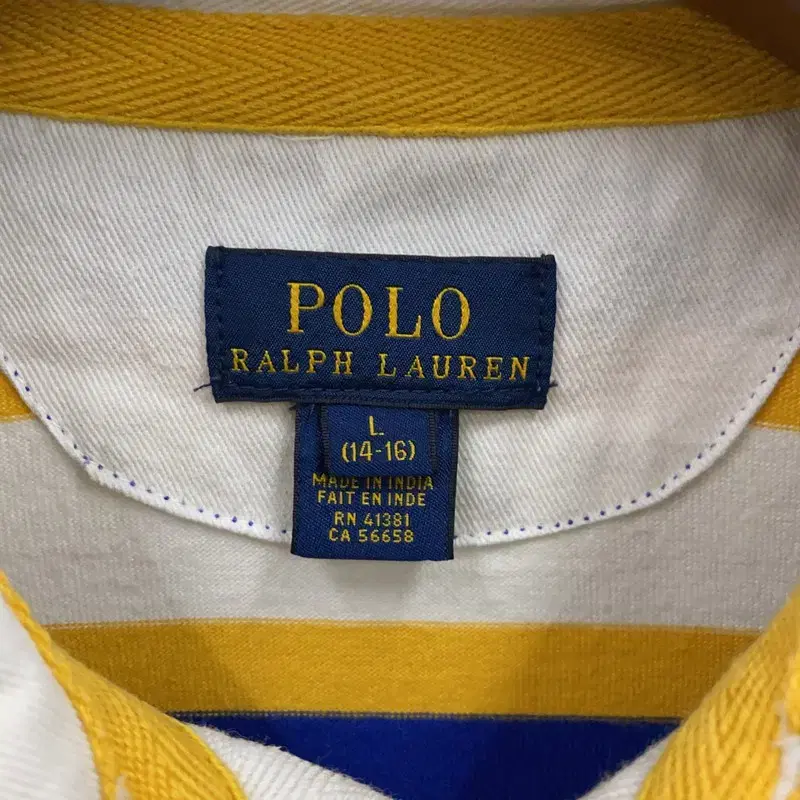 POLO
RALPH LAUREN
L
(14-16)
MADE IN INDIA
FAIT EN INDE
RN 41381
CA 56658